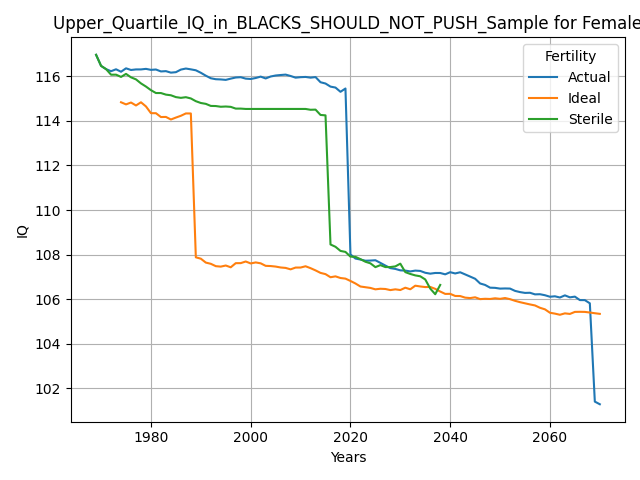 Upper_Quartile_IQ_in_BLACKS_SHOULD_NOT_PUSH_Sample for Female
Fertility
Actual
Ideal
Sterile
IQ
116
114
112
110
108
106
104
102
1980 2000 2020 2040 2060
Years